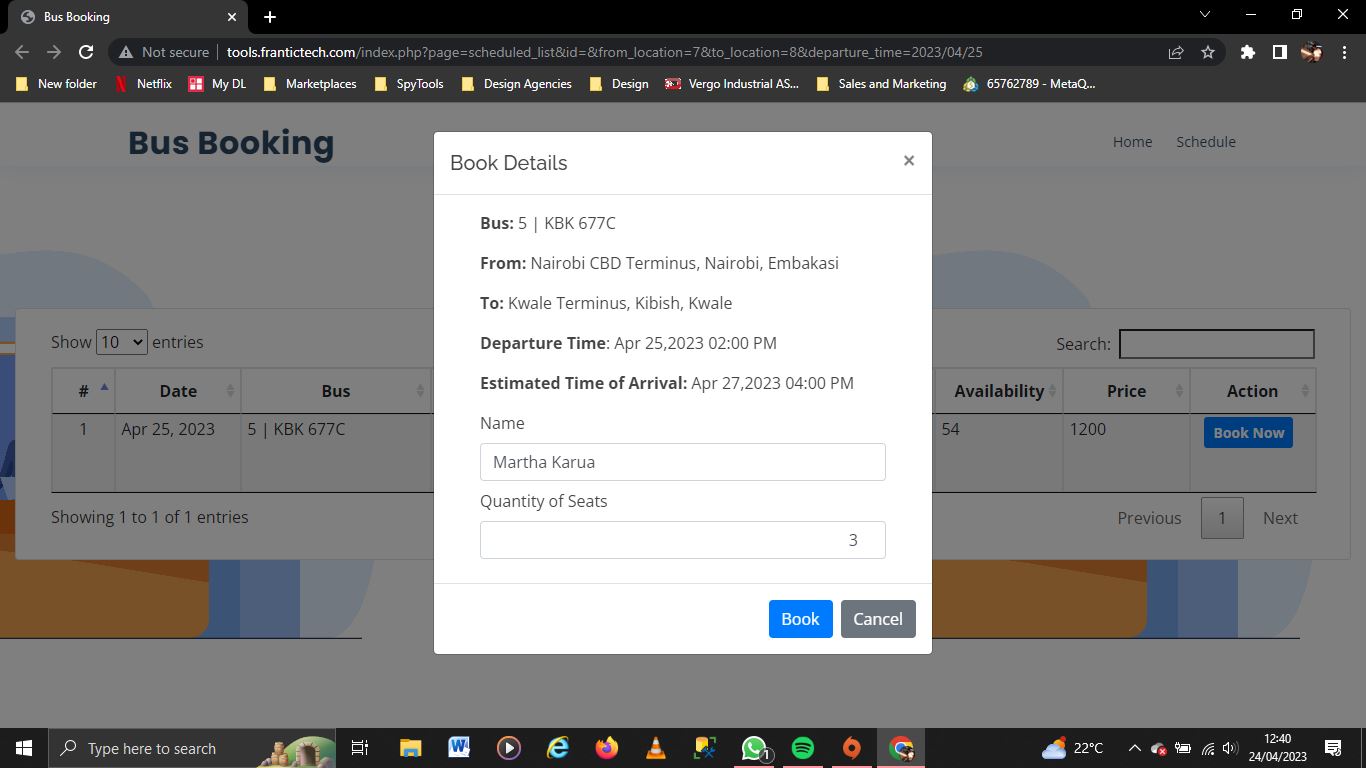 Bus Booking
Not secure
tools.frantictech.com/index.php?page=scheduled_list&id=&from_location=7&to_location=8&departure_time=2023/04/25
New folder
Netflix
My DL
Marketplaces
SpyTools
Design Agencies
Design
Vergo Industrial AS...
Sales and Marketing
65762789 - MetaQ...
Bus Booking
Home
Schedule
Book Details
×
Bus: 5 | KBK 677C
From: Nairobi CBD Terminus, Nairobi, Embakasi
To: Kwale Terminus, Kibish, Kwale
Departure Time: Apr 25,2023 02:00 PM
Estimated Time of Arrival: Apr 27,2023 04:00 PM
Name
Martha Karua
Quantity of Seats
3
Book
Cancel
Show 10 entries
Search:
# Date Bus Availability Price Action
1 Apr 25, 2023 5 | KBK 677C 54 1200 Book Now
Showing 1 to 1 of 1 entries
Previous 1 Next
Type here to search
1
22°C
12:40
24/04/2023